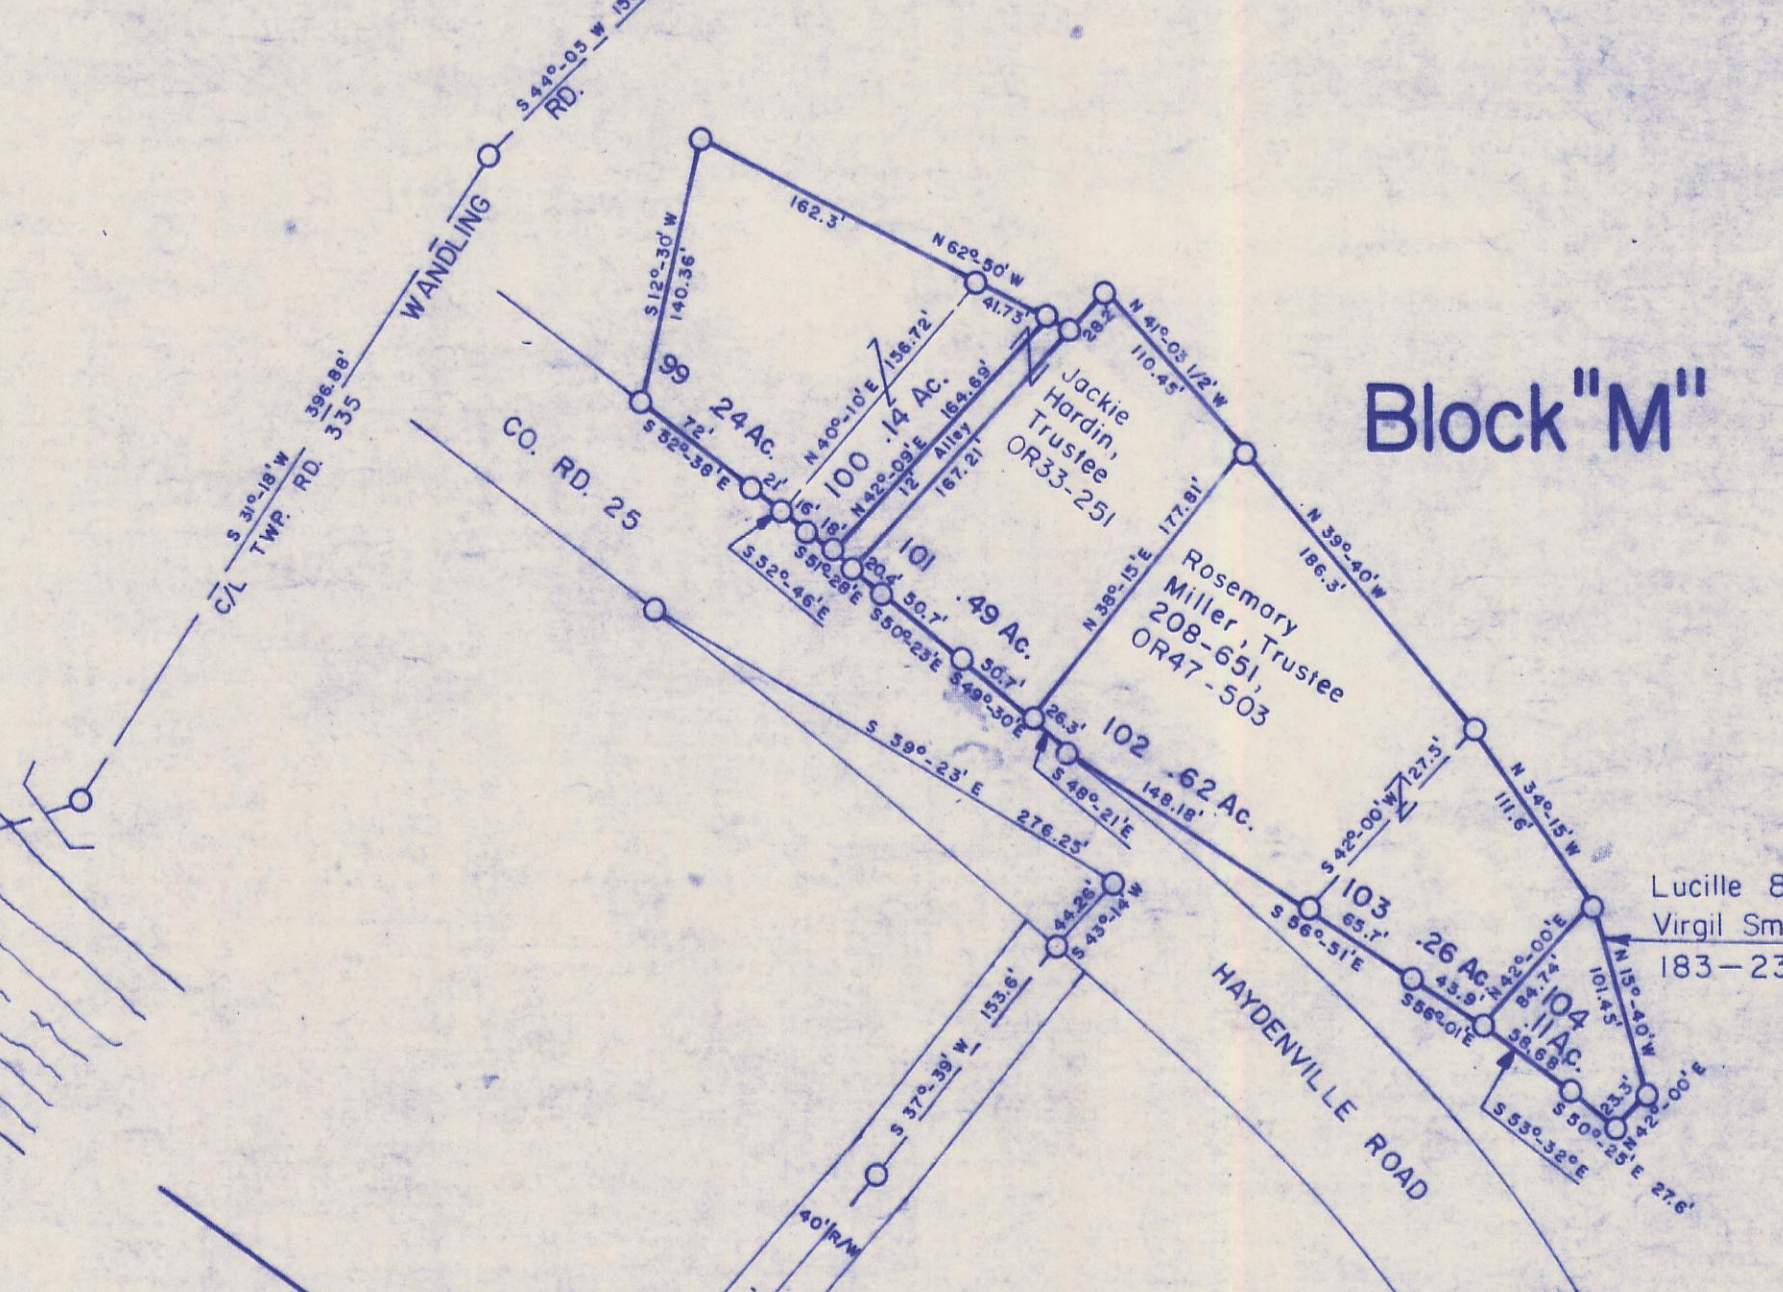 S 44°-05 W
RD.
WANDLING
396.88'
S 31°-18' W
TWP. RD. 335
C/L
162.3'
N 62°-50' W
41.73'
S 12°-30' W
140.36'
99
.24 Ac.
72'
S 52°-38' E
21'
N 40°-10' E 156.72'
100 .14 Ac.
16'
18'
S 52°-46' E
S 51°-28' E
N 42°-09' E 164.69'
12' Alley
167.21'
28.2'
N 41°-03 1/2' W
110.45'
Jackie
Hardin,
Trustee
OR33-251
Block "M"
101
.49 Ac.
20.4'
50.7'
S 50°-23' E
50.7'
S 49°-30' E
N 38°-15' E 177.81'
N 39°-40' W
186.3'
Rosemary
Miller, Trustee
208-651,
OR47-503
26.3'
102
.62 Ac.
S 48°-21' E
148.18'
S 42°-00' W 127.5'
N 34°-15' W
111.6'
CO. RD. 25
S 59°-23' E 276.25'
44.26'
S 43°-14' W
S 37°-39' W 153.6'
40' R/W
HAYDENVILLE ROAD
103
.26 Ac.
65.7'
S 56°-51' E
43.9'
S 56°-01' E
N 42°-00' E
84.74'
104
.11 Ac.
58.68'
S 53°-32° E
Lucille &
Virgil Sm
183-23
N 15°-40' W
101.45'
23.3'
N 42°-00' E
S 50°-25' E 27.6'